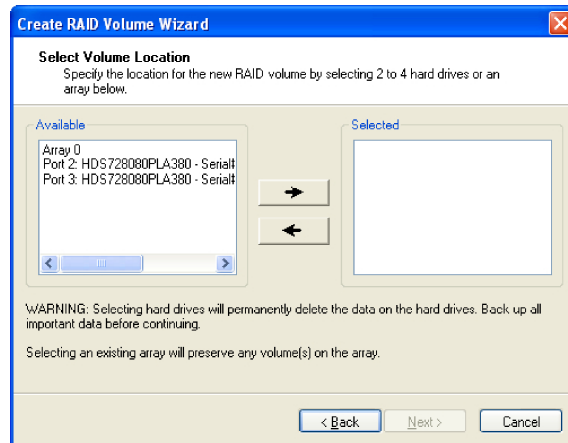 Create RAID Volume Wizard
Select Volume Location
Specify the location for the new RAID volume by selecting 2 to 4 hard drives or an
array below.
Available
Selected
Array 0
Port 2: HDS728080PLA380 - Serial#
Port 3: HDS728080PLA380 - Serial#
WARNING: Selecting hard drives will permanently delete the data on the hard drives. Back up all
important data before continuing.
Selecting an existing array will preserve any volume(s) on the array.
< Back
Next >
Cancel